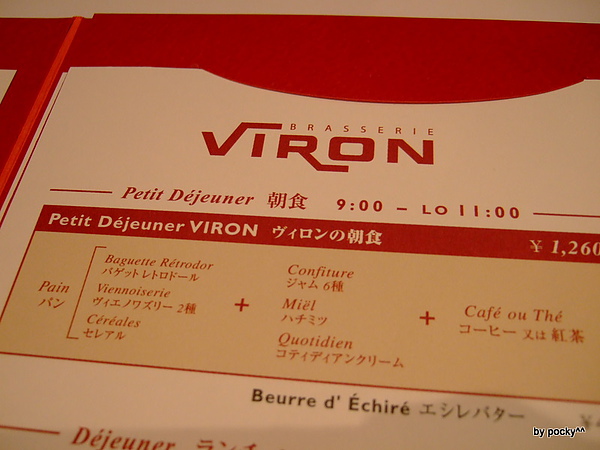 BRASSERIE
VIRON
Petit Déjeuner 朝食 9:00 – LO 11:00
Petit Déjeuner VIRON ヴィロンの朝食 ¥ 1,260
Pain
パン
Baguette Rétrodor
バゲットレトロドール
Viennoiserie
ヴィエノワズリー 2種
Céréales
セレアル
+
Confiture
ジャム 6種
Miël
ハチミツ
Quotidien
コティディアンクリーム
+
Café ou Thé
コーヒー 又は 紅茶
Beurre d' Échiré エシレバター ¥
Déjeuner ランチ
by pocky^^